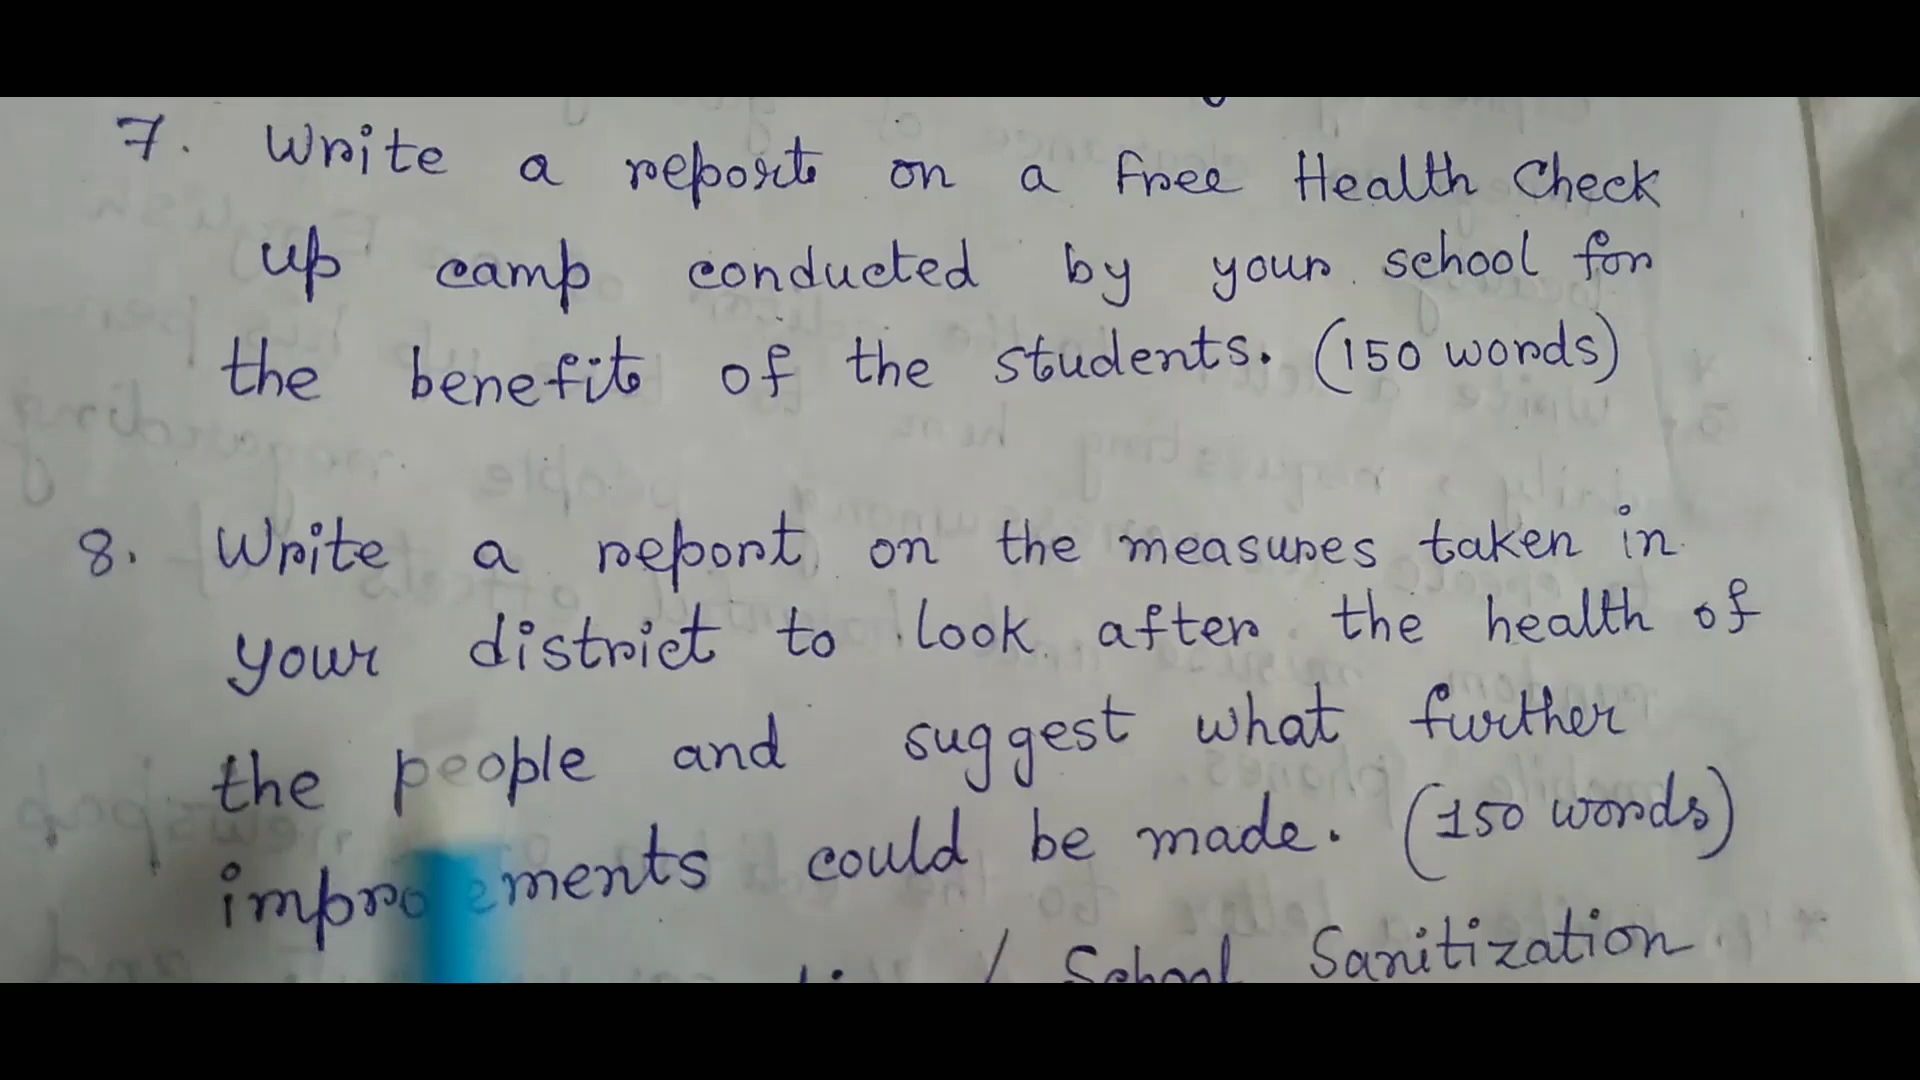 7. Write a report on a Free Health Check
up camp conducted by your school for
the benefit of the students. (150 words)
8. Write a report on the measures taken in
your district to look after the health of
the people and suggest what further
improvements could be made. (150 words)
/ School Sanitization